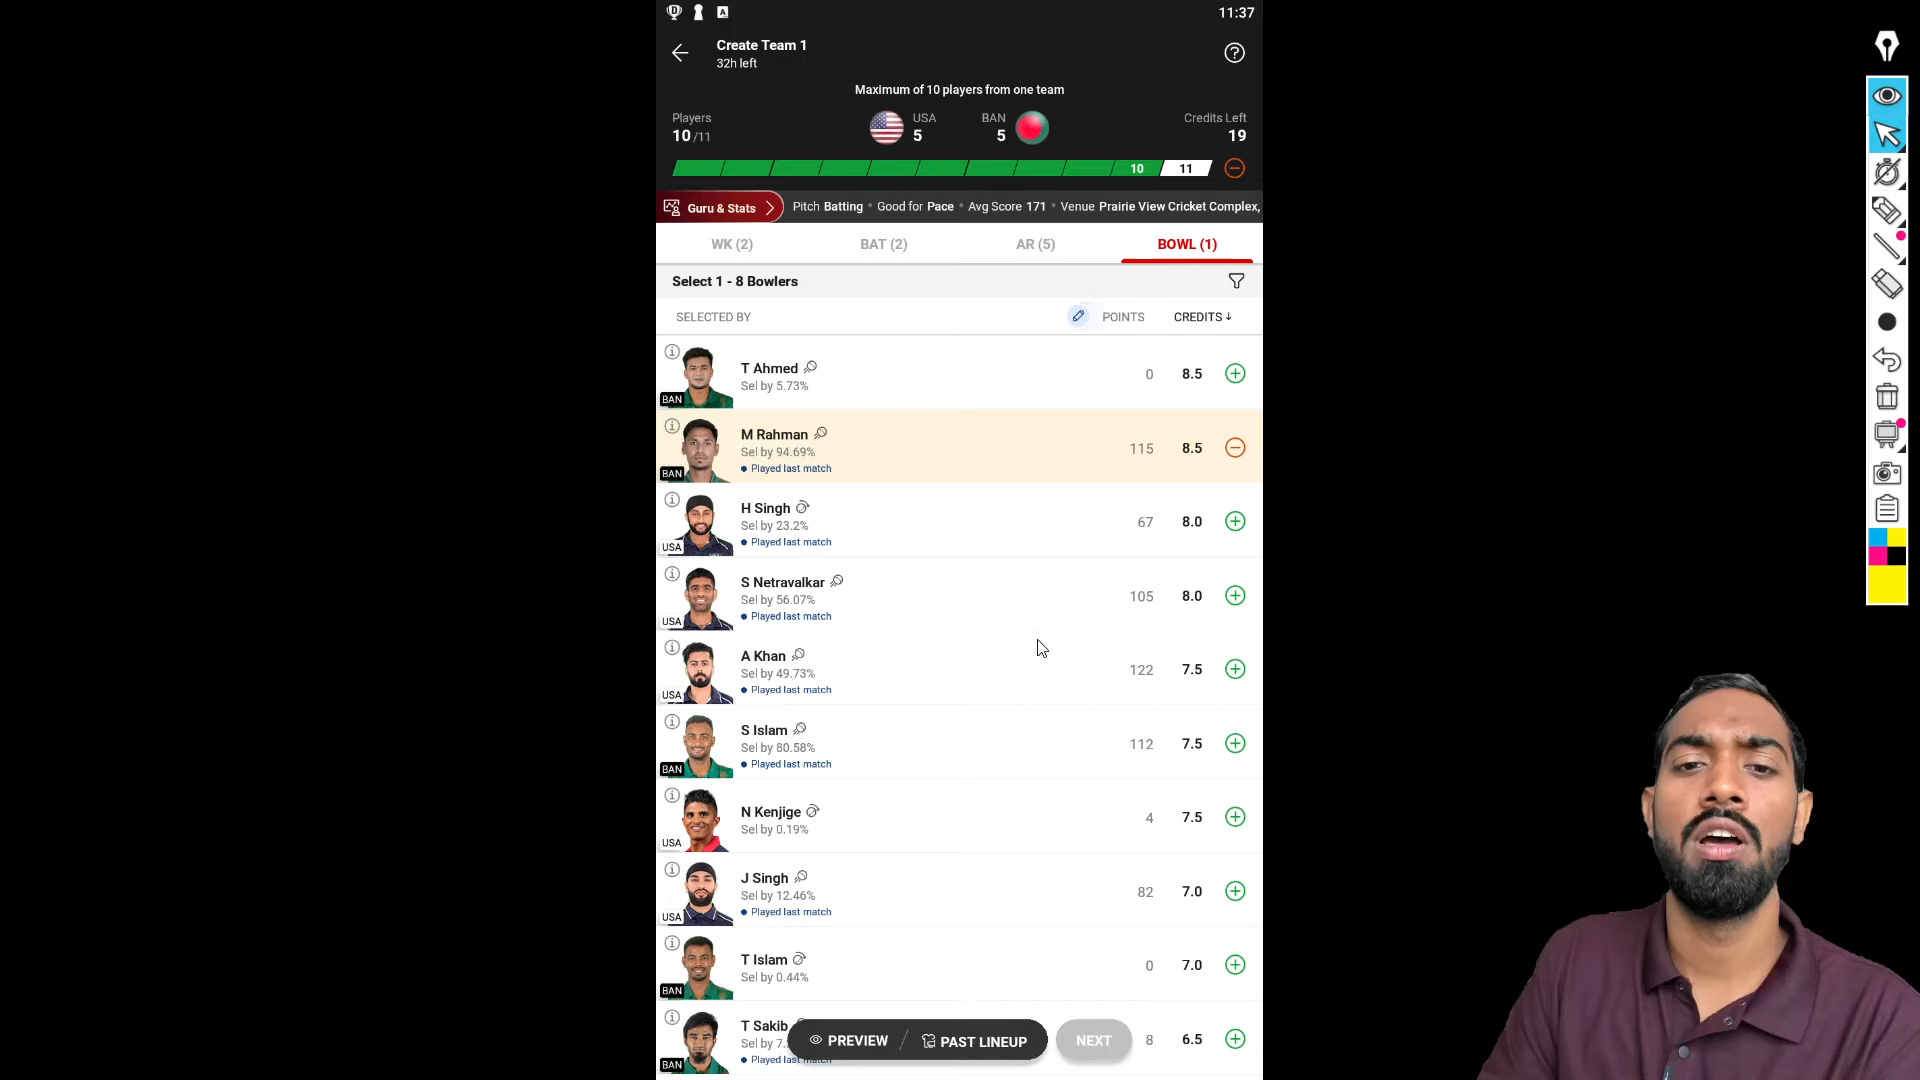 11:37
Create Team 1
32h left
Maximum of 10 players from one team
Players
10 /11
USA
5
BAN
5
Credits Left
19
10
11
Guru & Stats
Pitch Batting • Good for Pace • Avg Score 171 • Venue Prairie View Cricket Complex,
WK (2)
BAT (2)
AR (5)
BOWL (1)
Select 1 - 8 Bowlers
SELECTED BY
POINTS
CREDITS ↓
T Ahmed
Sel by 5.73%
BAN
0
8.5
M Rahman
Sel by 94.69%
Played last match
BAN
115
8.5
H Singh
Sel by 23.2%
Played last match
USA
67
8.0
S Netravalkar
Sel by 56.07%
Played last match
USA
105
8.0
A Khan
Sel by 49.73%
Played last match
USA
122
7.5
S Islam
Sel by 80.58%
Played last match
BAN
112
7.5
N Kenjige
Sel by 0.19%
USA
4
7.5
J Singh
Sel by 12.46%
Played last match
USA
82
7.0
T Islam
Sel by 0.44%
BAN
0
7.0
T Sakib
Sel by 7.
Played last match
BAN
8
6.5
PREVIEW
PAST LINEUP
NEXT